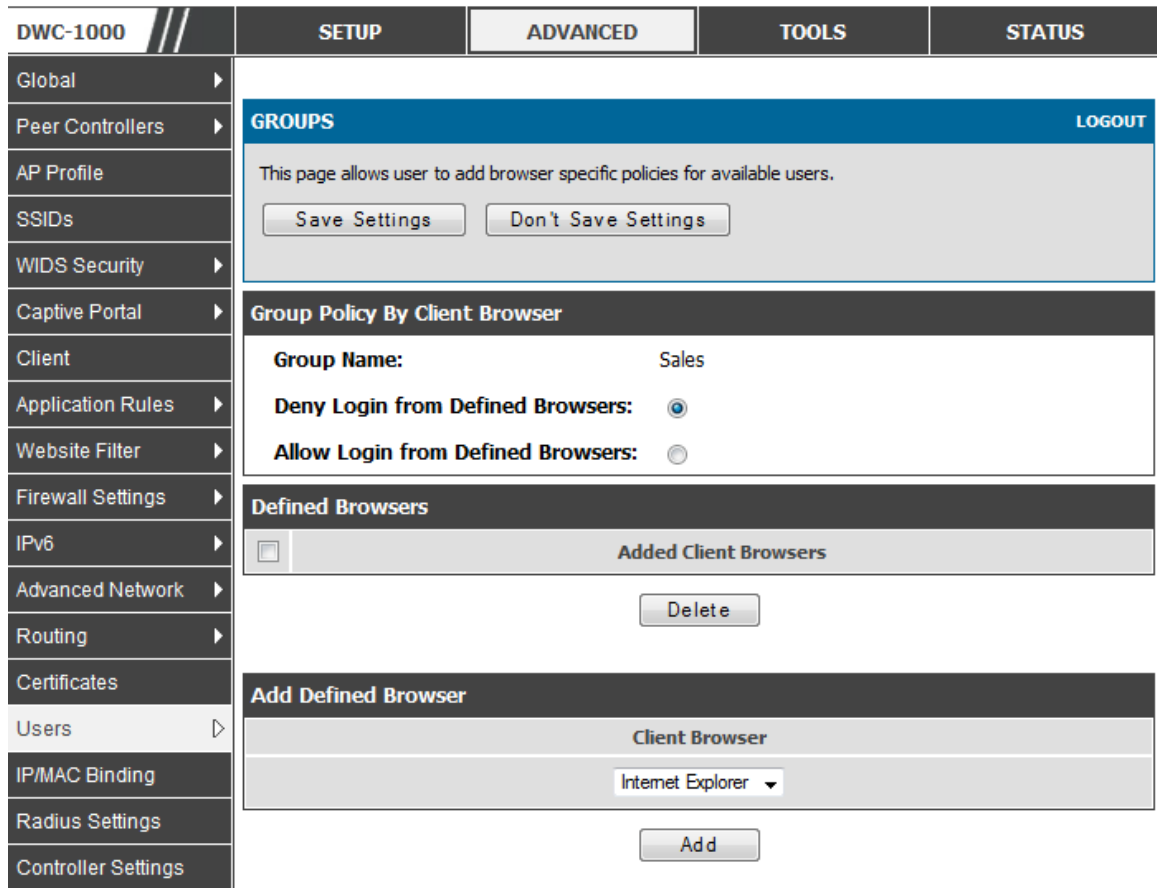 DWC-1000
SETUP
ADVANCED
TOOLS
STATUS
Global
Peer Controllers
AP Profile
SSIDs
WIDS Security
Captive Portal
Client
Application Rules
Website Filter
Firewall Settings
IPv6
Advanced Network
Routing
Certificates
Users
IP/MAC Binding
Radius Settings
Controller Settings
GROUPS
LOGOUT
This page allows user to add browser specific policies for available users.
Save Settings
Don't Save Settings
Group Policy By Client Browser
Group Name: Sales
Deny Login from Defined Browsers:
Allow Login from Defined Browsers:
Defined Browsers
Added Client Browsers
Delete
Add Defined Browser
Client Browser
Internet Explorer
Add